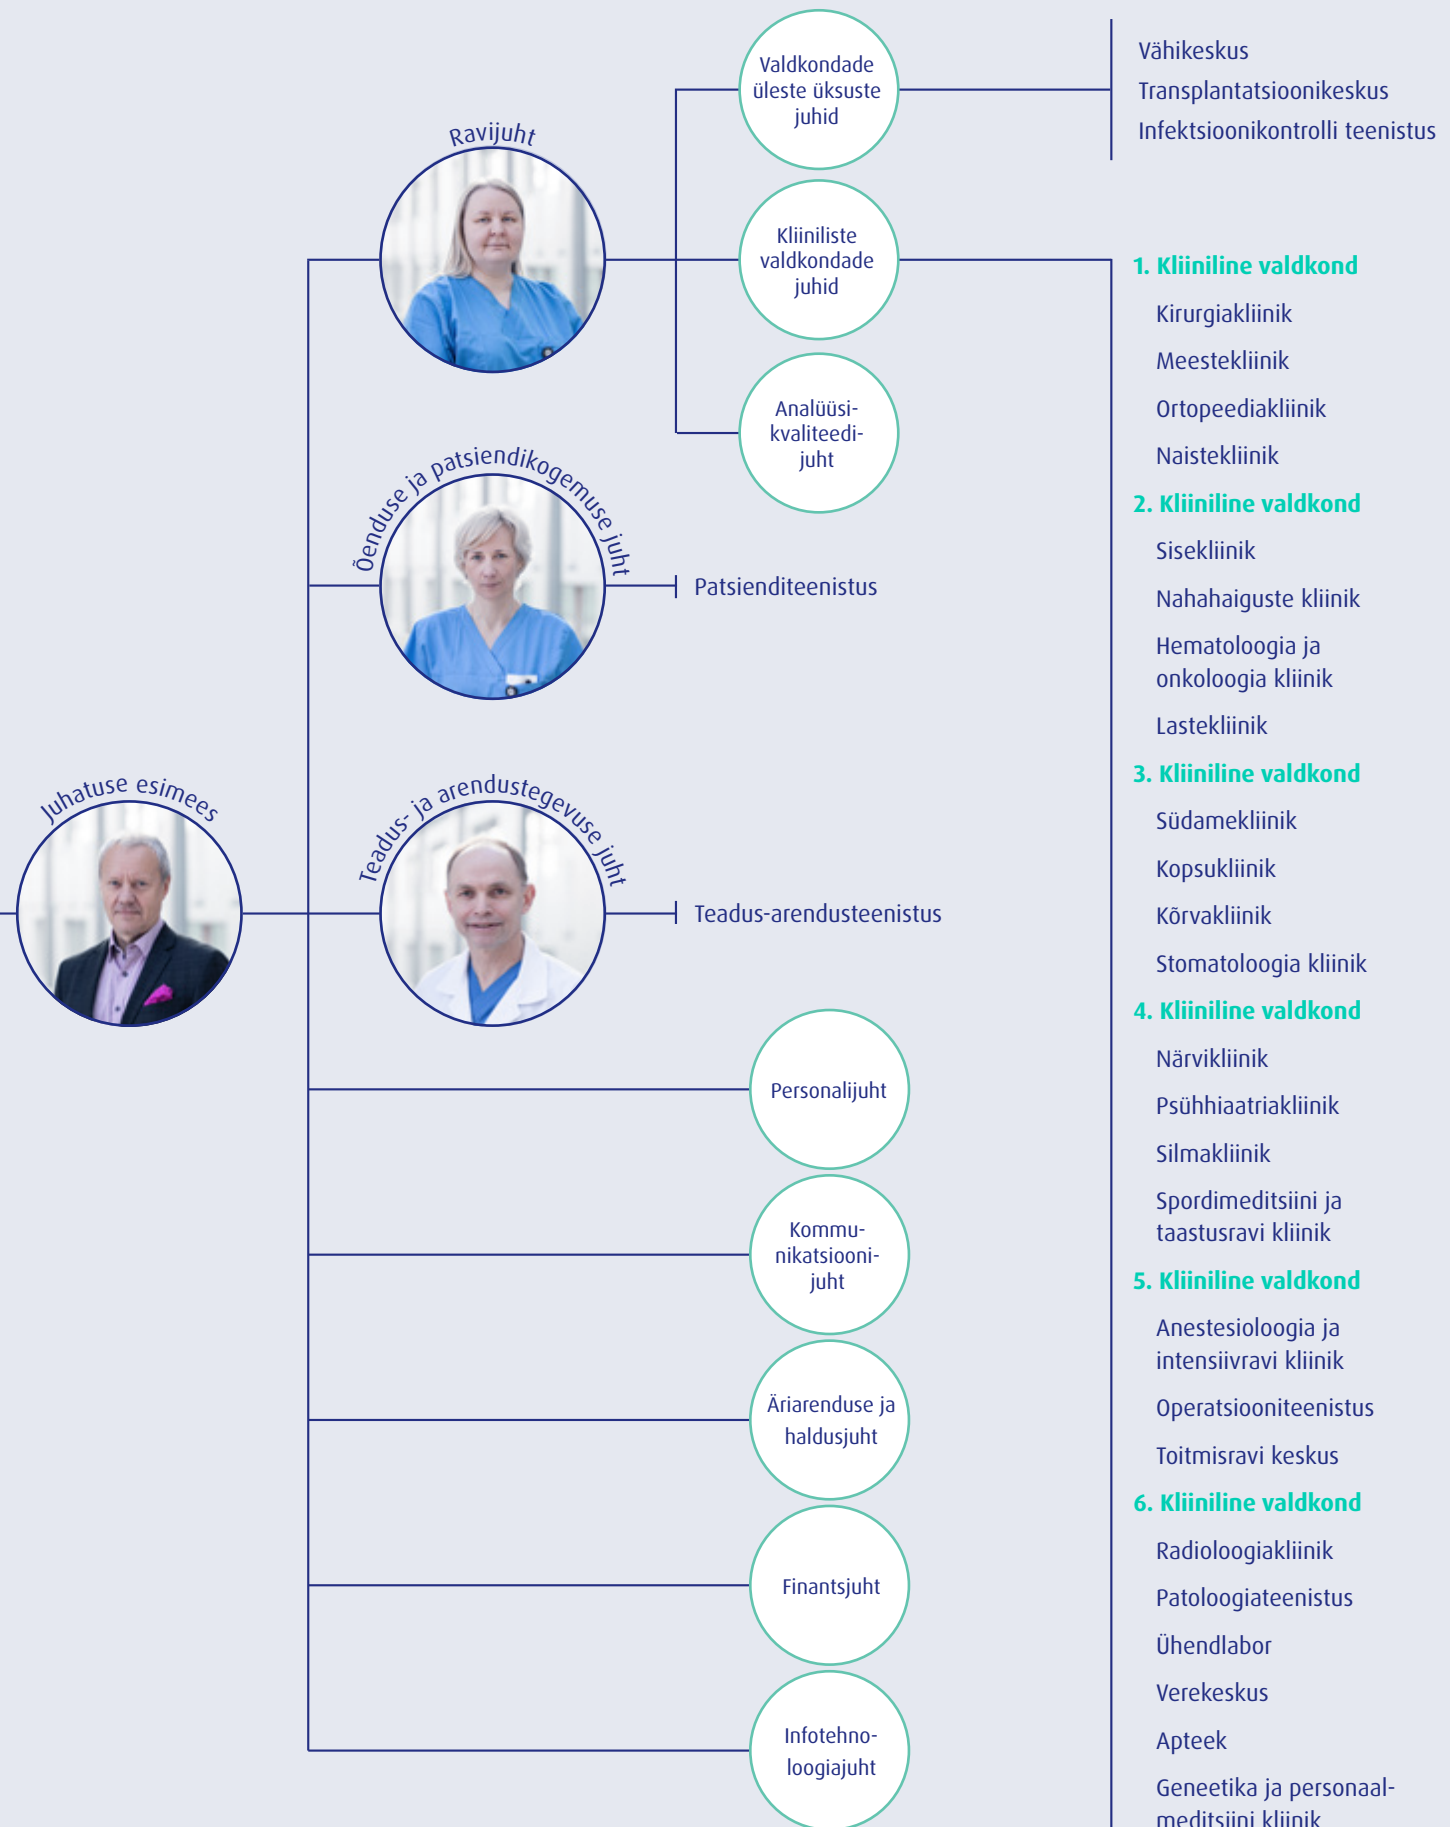 Valdkondade
üleste üksuste
juhid
Vähikeskus
Transplantatsioonikeskus
Infektsioonikontrolli teenistus
Ravijuht
Kliiniliste
valdkondade
juhid
Analüüsi-
kvaliteedi-
juht
Õenduse ja patsiendikogemuse juht
Patsienditeenistus
Juhatuse esimees
Teadus- ja arendustegevuse juht
Teadus-arendusteenistus
Personalijuht
Kommu-
nikatsiooni-
juht
Äriarenduse ja
haldusjuht
Finantsjuht
Infotehno-
loogiajuht
1. Kliiniline valdkond
Kirurgiakliinik
Meestekliinik
Ortopeediakliinik
Naistekliinik
2. Kliiniline valdkond
Sisekliinik
Nahahaiguste kliinik
Hematoloogia ja
onkoloogia kliinik
Lastekliinik
3. Kliiniline valdkond
Südamekliinik
Kopsukliinik
Kõrvakliinik
Stomatoloogia kliinik
4. Kliiniline valdkond
Närvikliinik
Psühhiaatriakliinik
Silmakliinik
Spordimeditsiini ja
taastusravi kliinik
5. Kliiniline valdkond
Anestesioloogia ja
intensiivravi kliinik
Operatsiooniteenistus
Toitmisravi keskus
6. Kliiniline valdkond
Radioloogiakliinik
Patoloogiateenistus
Ühendlabor
Verekeskus
Apteek
Geneetika ja personaal-
meditsiini kliinik